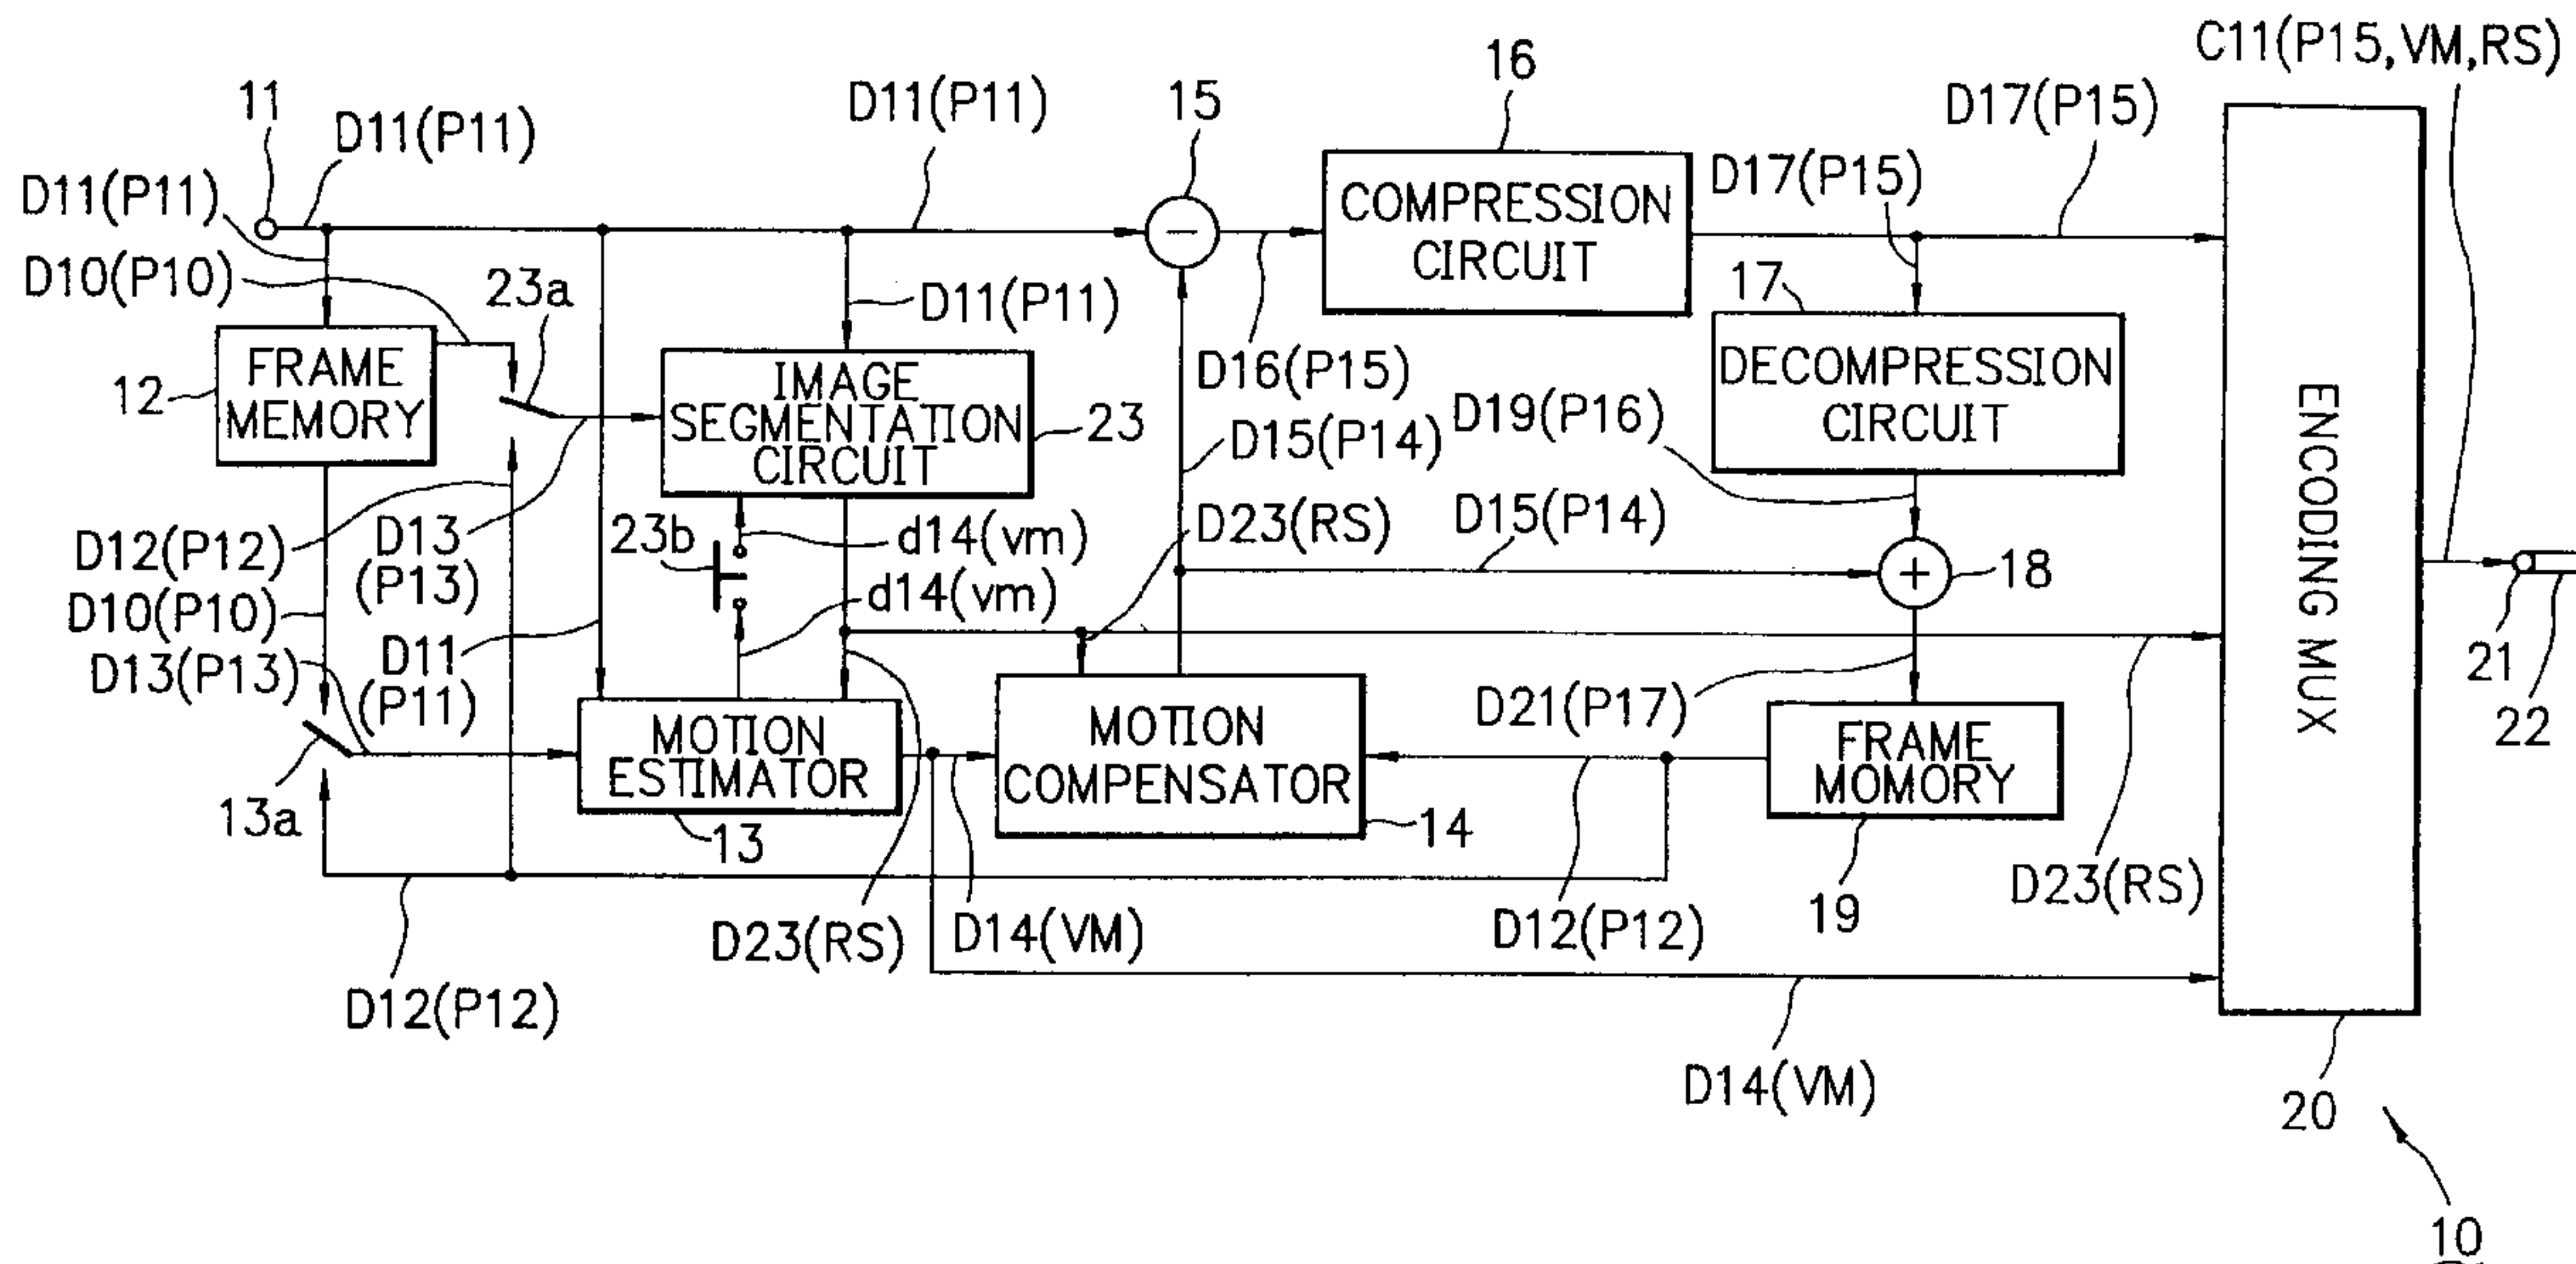 C11(P15,VM,RS)
16
11
D11(P11)
D11(P11)
15
D17(P15)
D11(P11)
COMPRESSION
CIRCUIT
D17(P15)
D10(P10)
23a
D11(P11)
17
FRAME
MEMORY
12
IMAGE
SEGMENTATION
CIRCUIT
23
D16(P15)
DECOMPRESSION
CIRCUIT
D19(P16)
D15(P14)
ENCODING MUX
D12(P12)
D13
(P13)
23b
d14(vm)
D23(RS)
D15(P14)
−
+
18
D10(P10)
d14(vm)
D13(P13)
D11
(P11)
21
22
D21(P17)
MOTION
ESTIMATOR
MOTION
COMPENSATOR
FRAME
MOMORY
13a
13
14
19
D23(RS)
D23(RS)
D14(VM)
D12(P12)
D12(P12)
D14(VM)
20
10